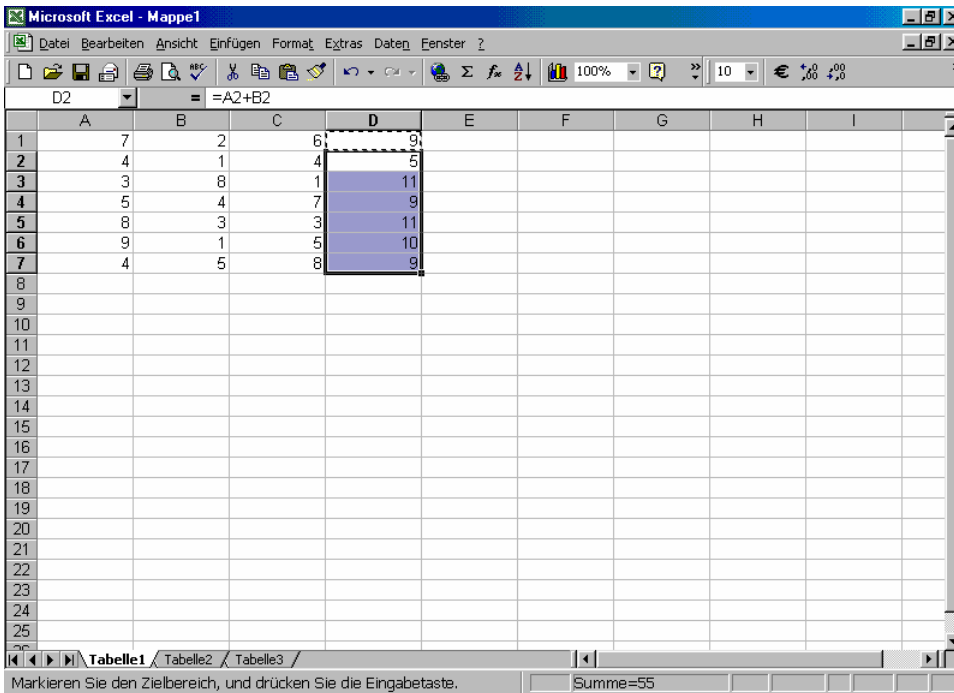 Microsoft Excel - Mappe1
Datei Bearbeiten Ansicht Einfügen Format Extras Daten Fenster ?
100% 10 €
D2 = =A2+B2
A B C D E F G H I
1 7 2 6 9
2 4 1 4 5
3 3 8 1 11
4 5 4 7 9
5 8 3 3 11
6 9 1 5 10
7 4 5 8 9
8
9
10
11
12
13
14
15
16
17
18
19
20
21
22
23
24
25
Tabelle1 Tabelle2 Tabelle3
Markieren Sie den Zielbereich, und drücken Sie die Eingabetaste. Summe=55